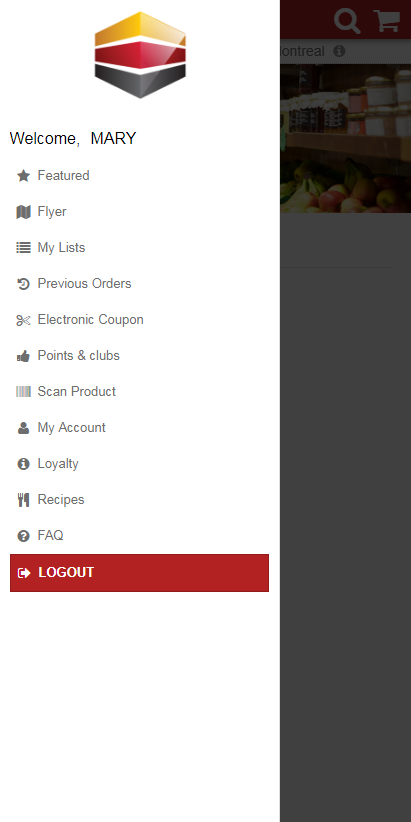 Montreal
Welcome, MARY
Featured
Flyer
My Lists
Previous Orders
Electronic Coupon
Points & clubs
Scan Product
My Account
Loyalty
Recipes
FAQ
LOGOUT